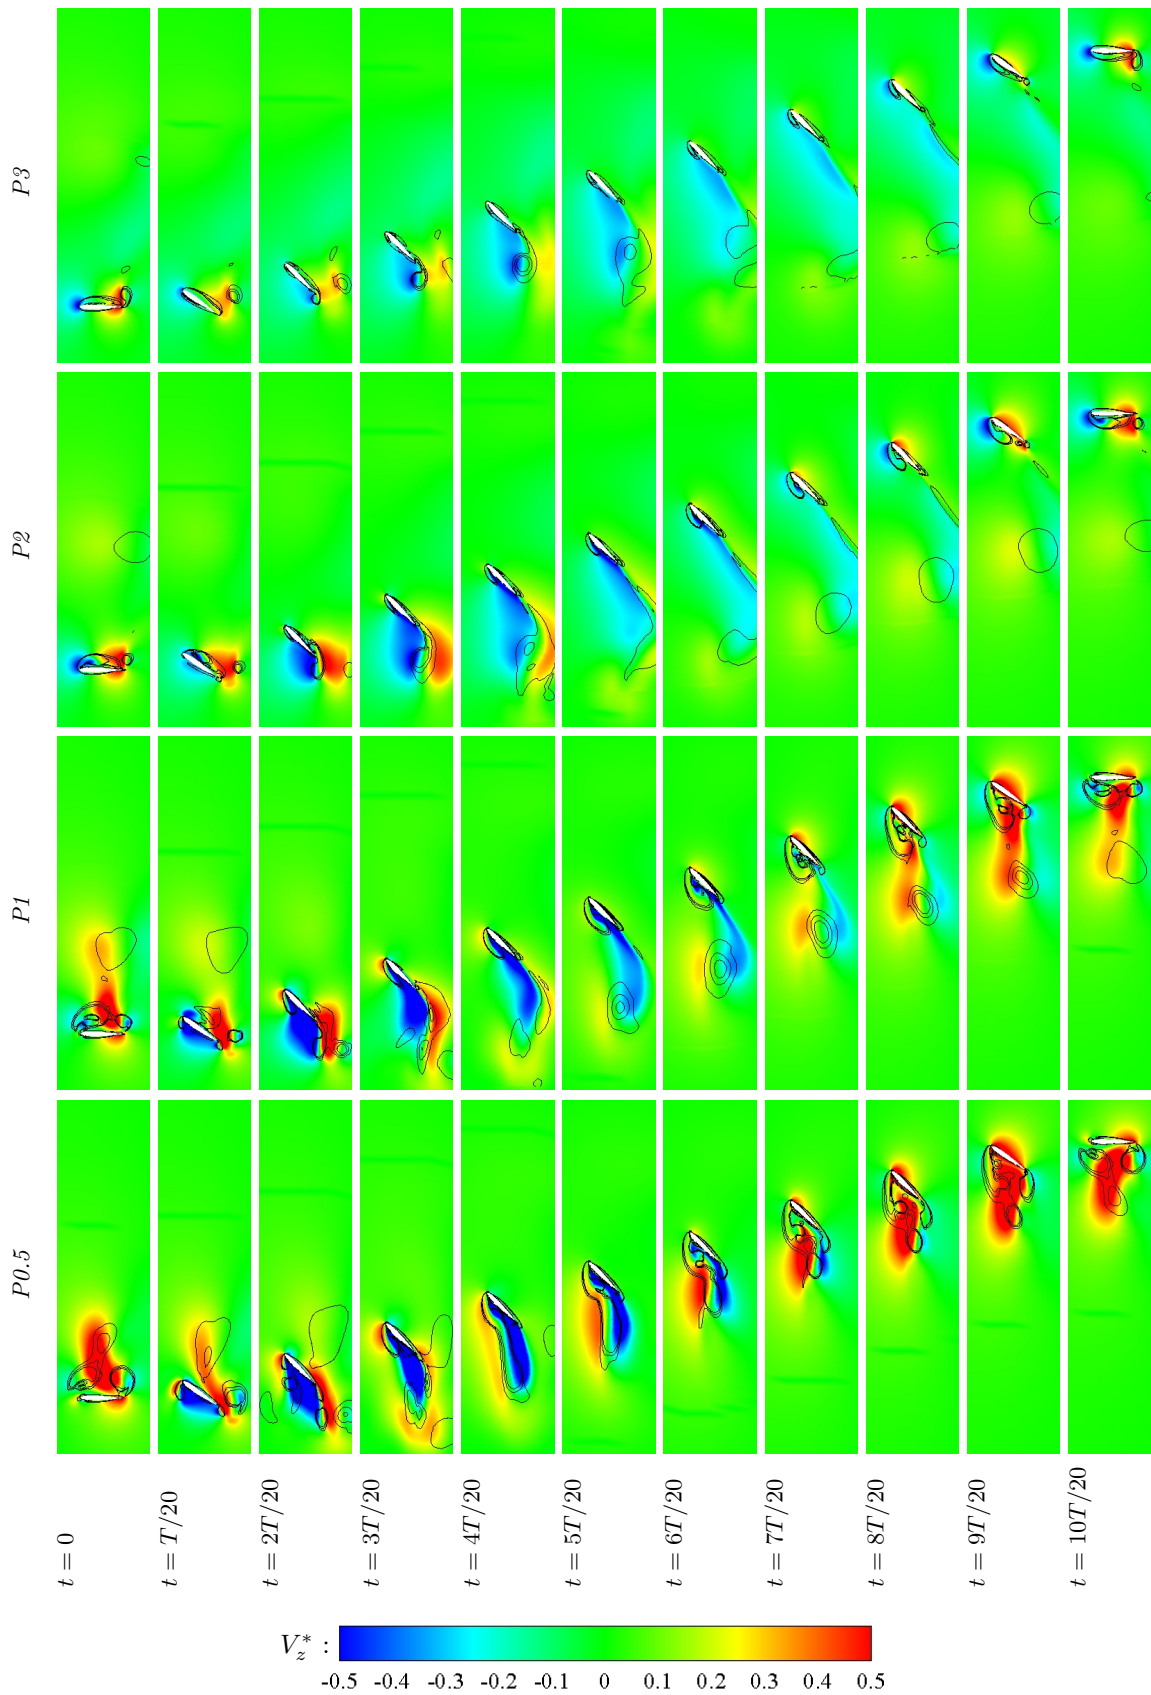 P3
P2
P1
P0.5
t = 0
t = T/20
t = 2T/20
t = 3T/20
t = 4T/20
t = 5T/20
t = 6T/20
t = 7T/20
t = 8T/20
t = 9T/20
t = 10T/20
V_z^* :
-0.5 -0.4 -0.3 -0.2 -0.1 0 0.1 0.2 0.3 0.4 0.5